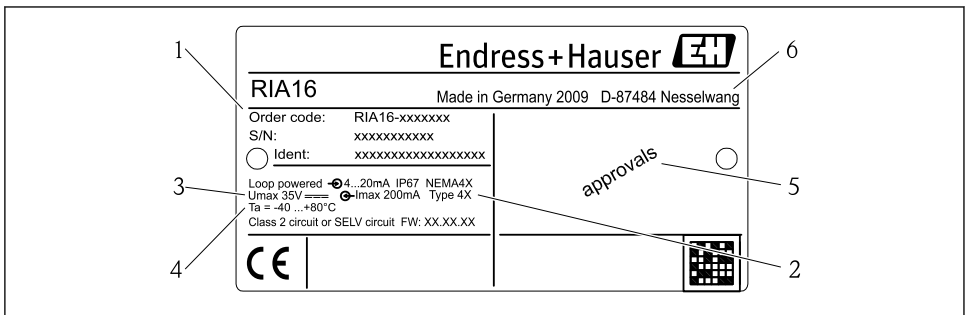 1
Endress+Hauser EH
6
RIA16
Made in Germany 2009 D-87484 Nesselwang
Order code: RIA16-xxxxxxx
S/N: xxxxxxxxxxx
Ident: xxxxxxxxxxxxxxxxxxx
approvals
3
Loop powered 4...20mA IP67 NEMA4X
5
Umax 35V Imax 200mA Type 4X
Ta = -40 ...+80°C
Class 2 circuit or SELV circuit FW: XX.XX.XX
4
CE
2